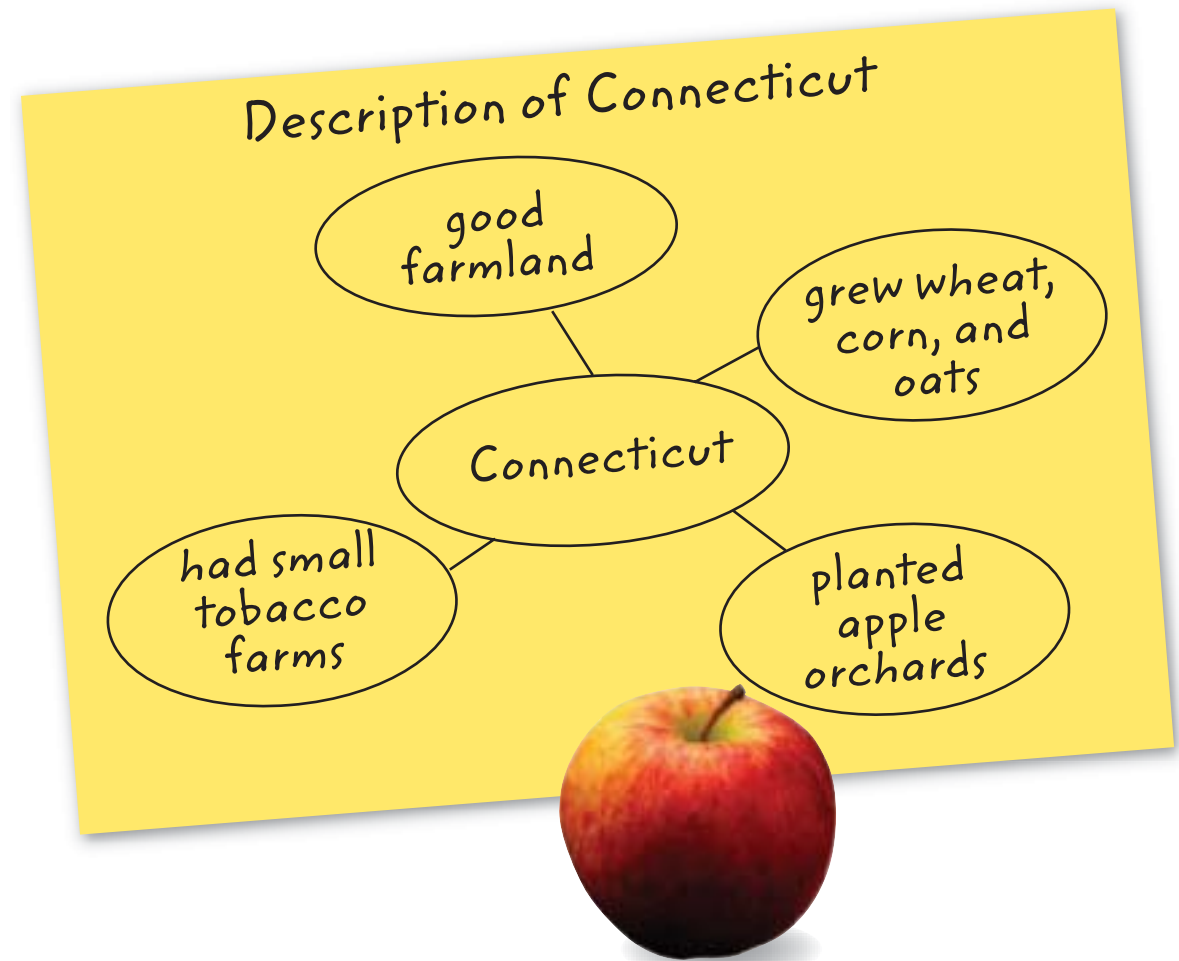 Description of Connecticut
good
farmland
grew wheat,
corn, and
oats
Connecticut
had small
tobacco
farms
planted
apple
orchards